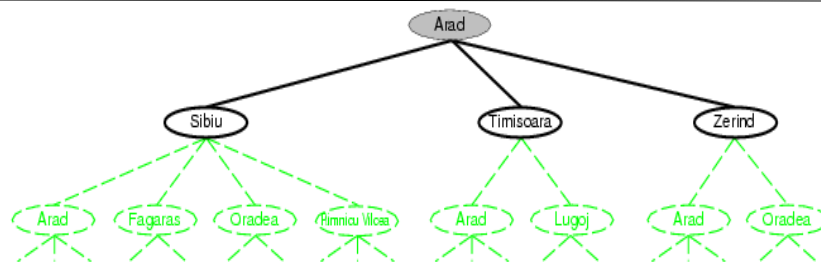 Arad
Sibiu Timisoara Zerind
Arad Fagaras Oradea Rimnicu Vilcea Arad Lugoj Arad Oradea